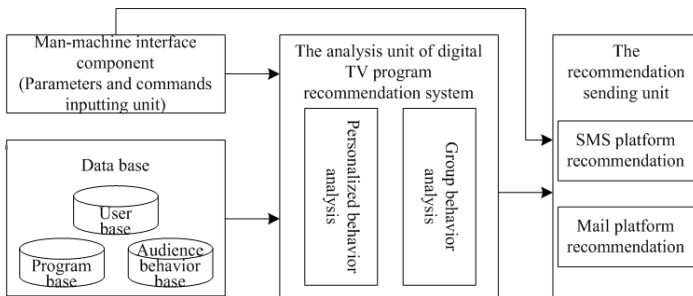 Man-machine interface
component
(Parameters and commands
inputting unit)
Data base
User
base
Program
base
Audience
behavior base
The analysis unit of digital
TV program
recommendation system
Personalized behavior
analysis
Group behavior
analysis
The
recommendation
sending unit
SMS platform
recommendation
Mail platform
recommendation